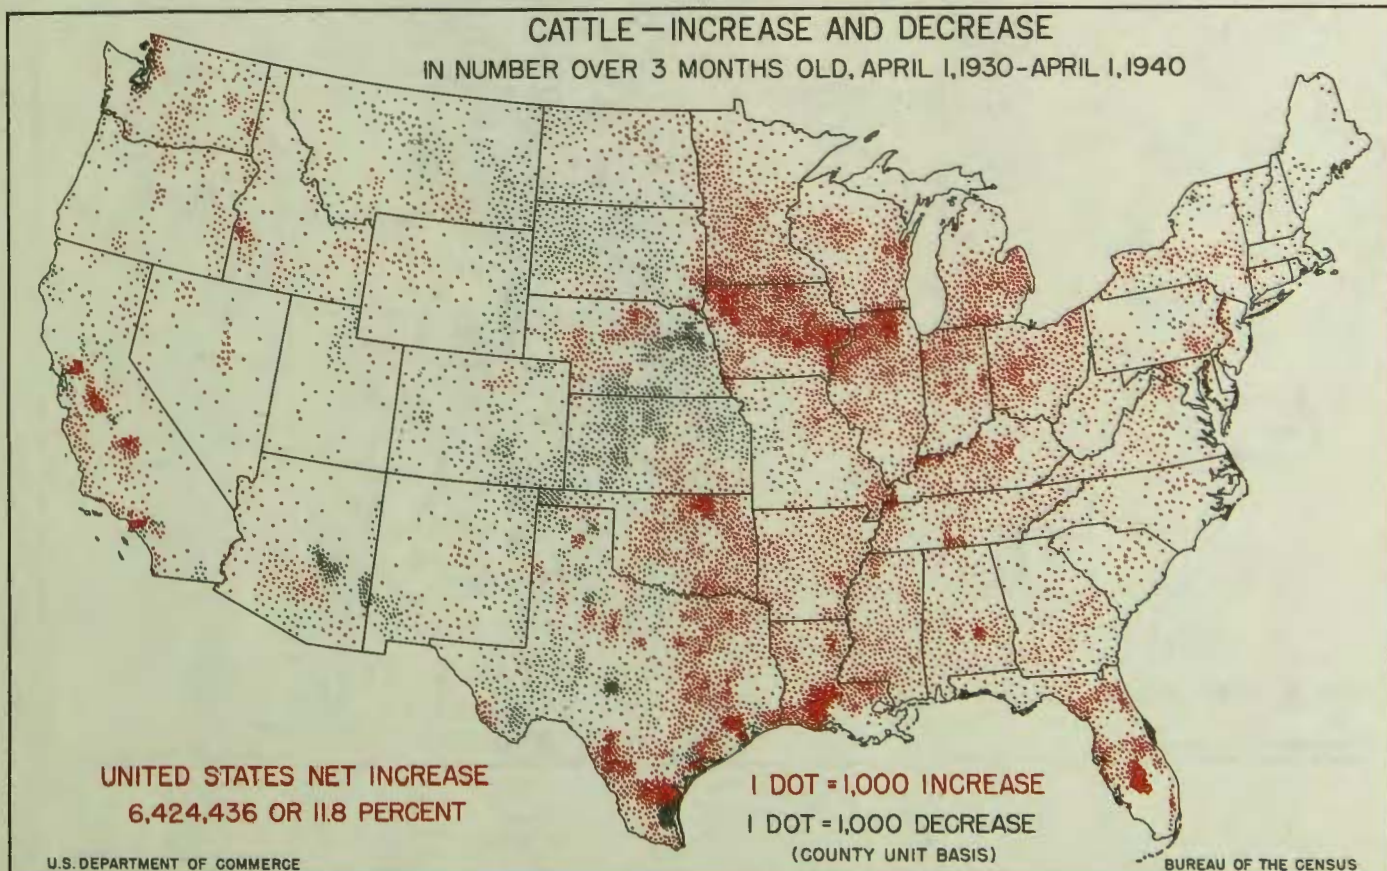 CATTLE—INCREASE AND DECREASE
IN NUMBER OVER 3 MONTHS OLD, APRIL 1, 1930-APRIL 1, 1940
UNITED STATES NET INCREASE
6,424,436 OR 11.8 PERCENT
1 DOT = 1,000 INCREASE
1 DOT = 1,000 DECREASE
(COUNTY UNIT BASIS)
U.S. DEPARTMENT OF COMMERCE
BUREAU OF THE CENSUS